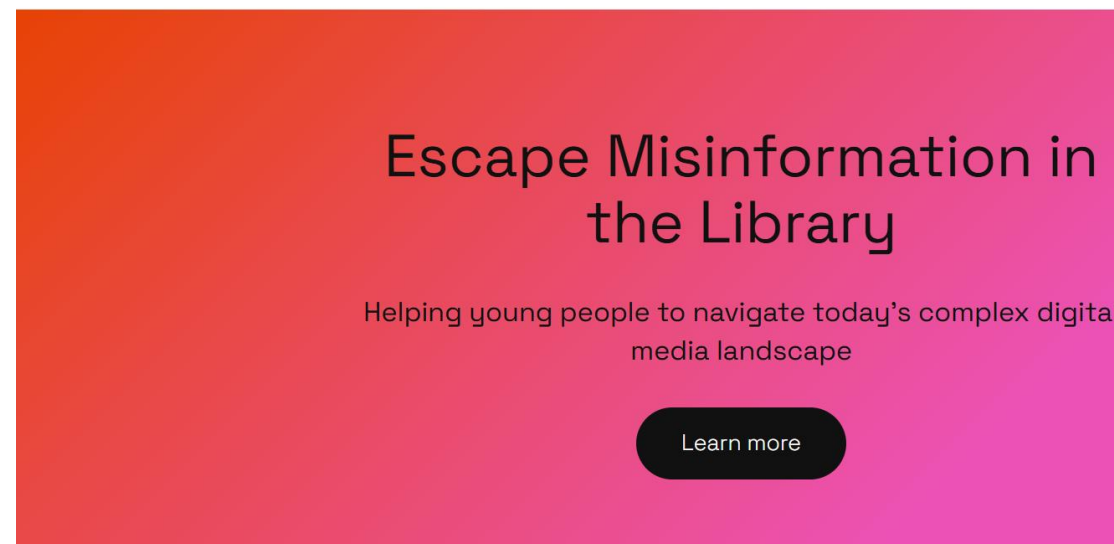 Escape Misinformation in
the Library
Helping young people to navigate today's complex digita
media landscape
Learn more